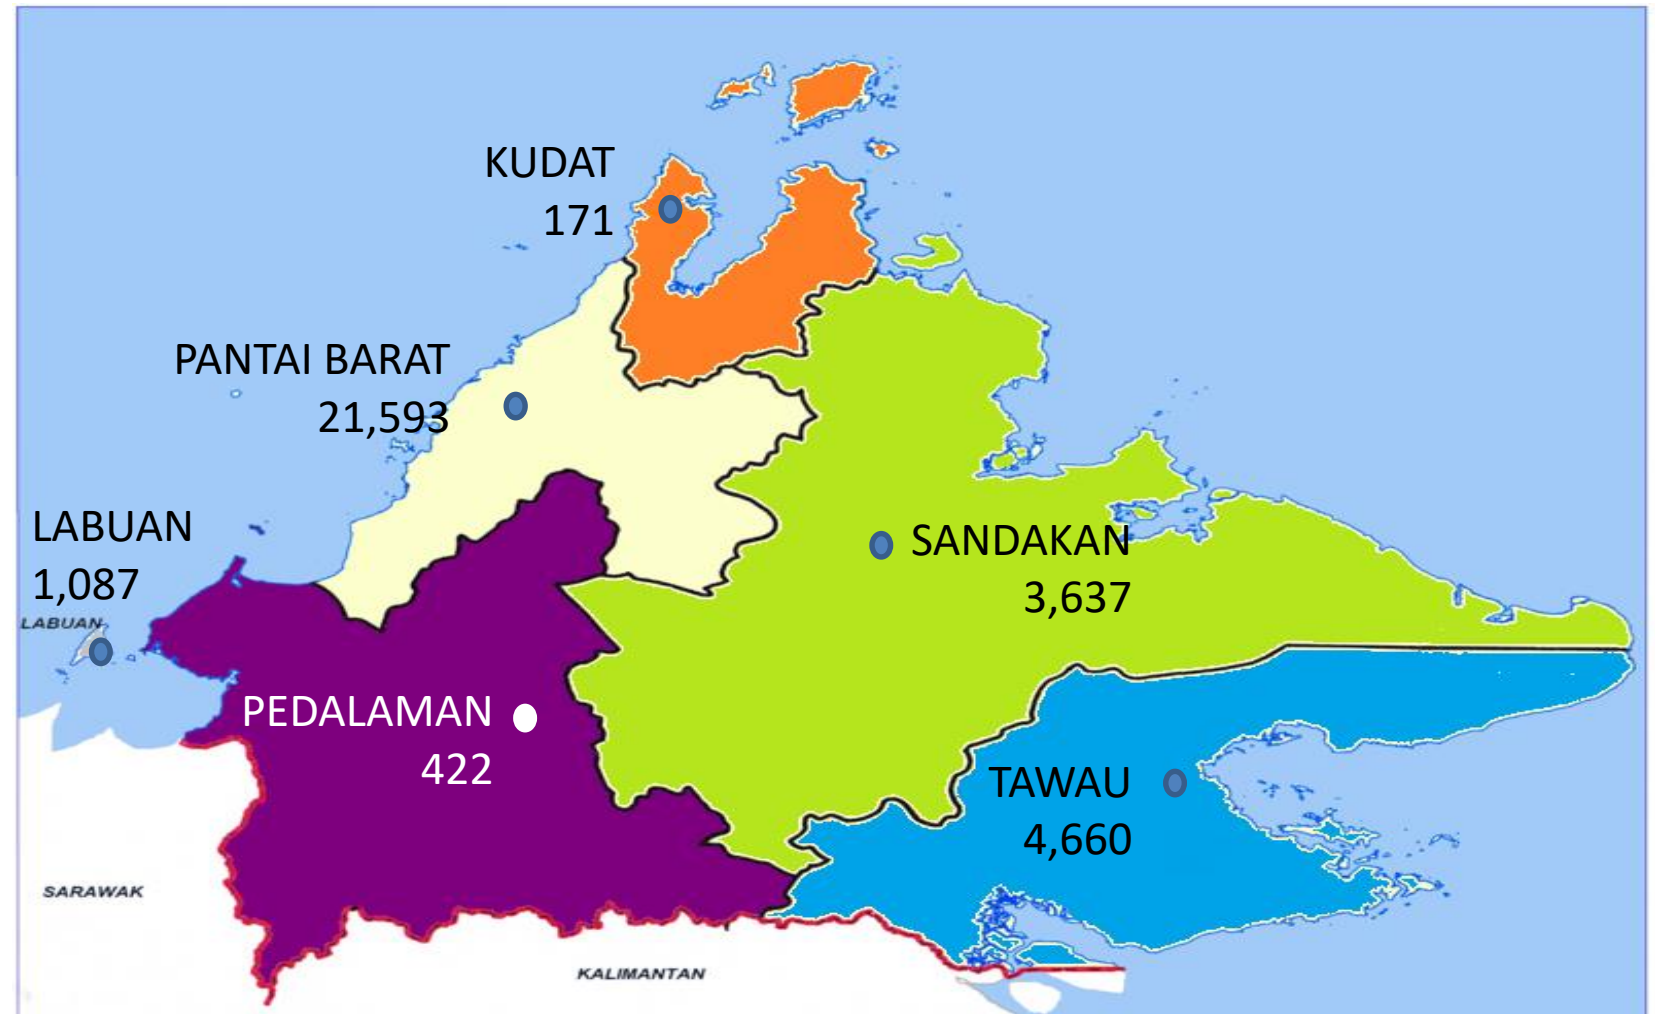 KUDAT
171
PANTAI BARAT
21,593
LABUAN
1,087
LABUAN
SANDAKAN
3,637
PEDALAMAN
422
TAWAU
4,660
SARAWAK
KALIMANTAN